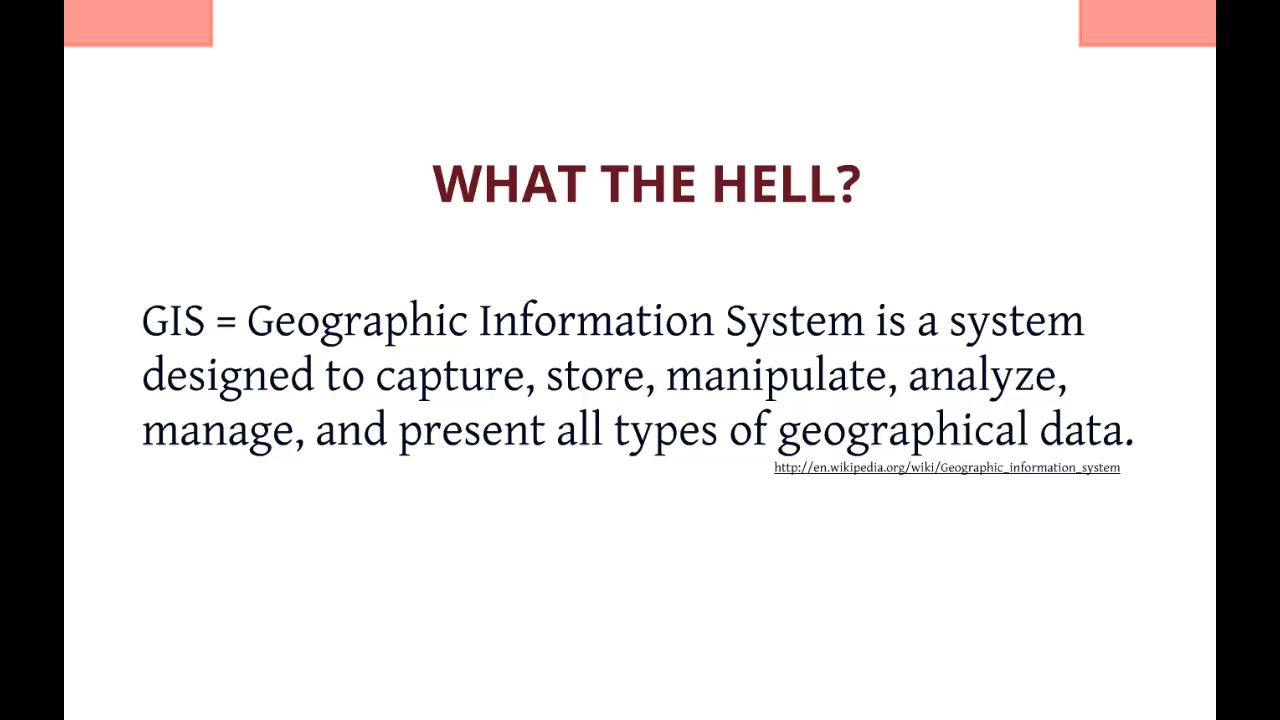 WHAT THE HELL?
GIS = Geographic Information System is a system
designed to capture, store, manipulate, analyze,
manage, and present all types of geographical data.
http://en.wikipedia.org/wiki/Geographic_information_system